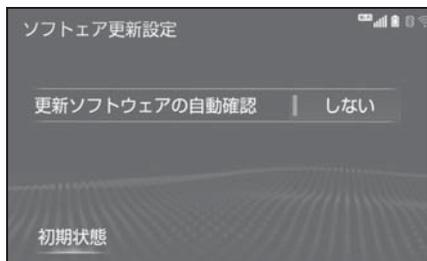 ソフトェア更新設定
更新ソフトウェアの自動確認 しない
初期状態